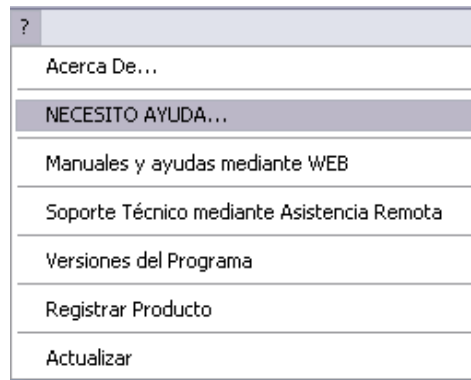 ?
Acerca De...
NECESITO AYUDA...
Manuales y ayudas mediante WEB
Soporte Técnico mediante Asistencia Remota
Versiones del Programa
Registrar Producto
Actualizar